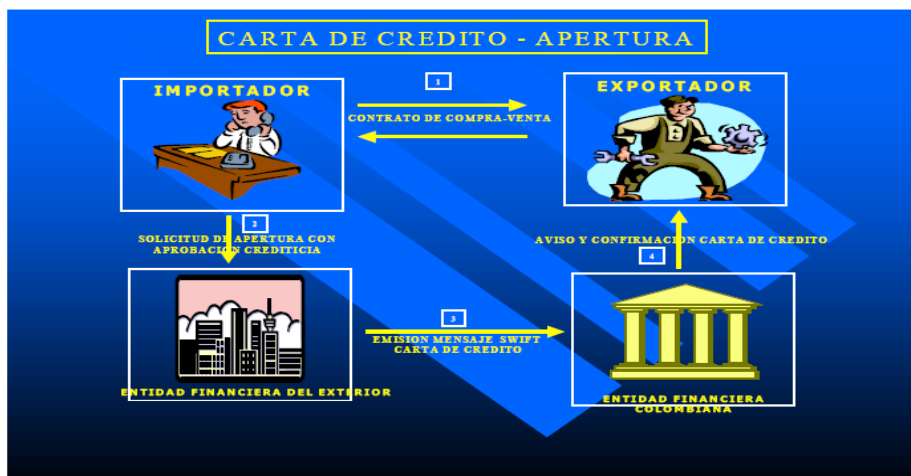 CARTA DE CREDITO - APERTURA
IMPORTADOR
1
CONTRATO DE COMPRA-VENTA
EXPORTADOR
2
SOLICITUD DE APERTURA CON
APROBACION CREDITICIA
AVISO Y CONFIRMACION CARTA DE CREDITO
4
3
EMISION MENSAJE SWIFT
CARTA DE CREDITO
ENTIDAD FINANCIERA DEL EXTERIOR
ENTIDAD FINANCIERA
COLOMBIANA